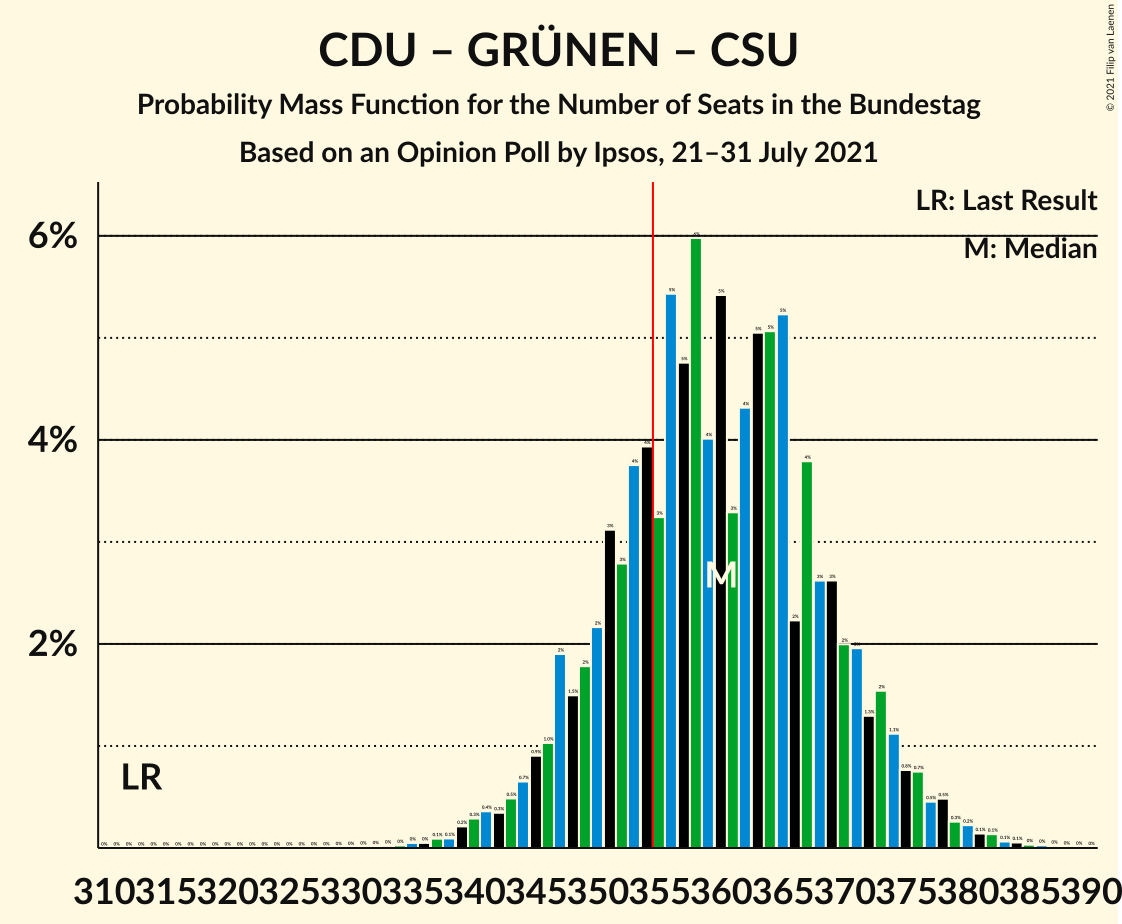 CDU – GRÜNEN – CSU
Probability Mass Function for the Number of Seats in the Bundestag
Based on an Opinion Poll by Ipsos, 21–31 July 2021
© 2021 Filip van Laenen
LR: Last Result
M: Median
6%
4%
2%
LR
M
310 315 320 325 330 335 340 345 350 355 360 365 370 375 380 385 390